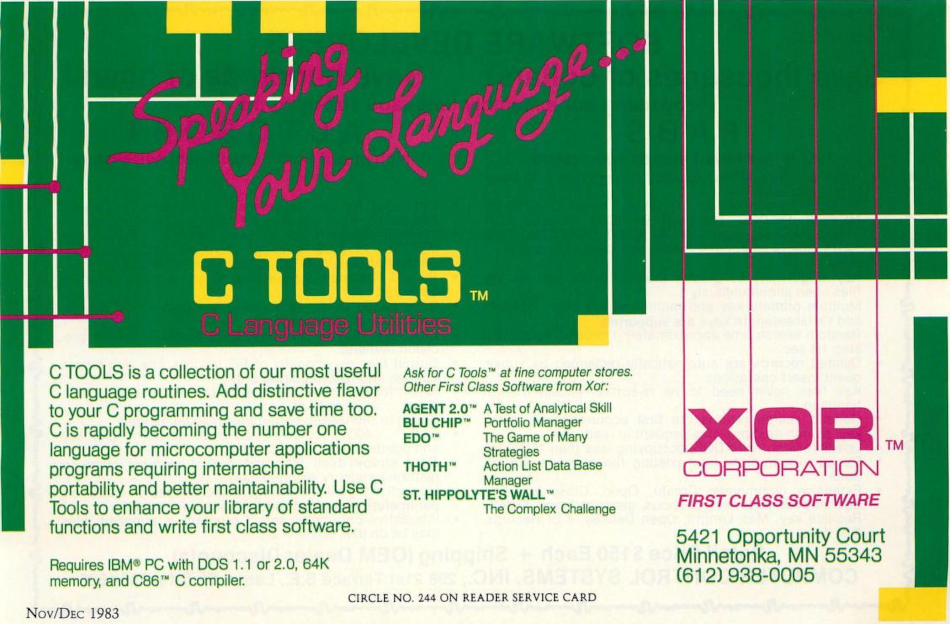 Speaking
Your Language...
C TOOLS™
C Language Utilities
C TOOLS is a collection of our most useful
C language routines. Add distinctive flavor
to your C programming and save time too.
C is rapidly becoming the number one
language for microcomputer applications
programs requiring intermachine
portability and better maintainability. Use C
Tools to enhance your library of standard
functions and write first class software.
Requires IBM® PC with DOS 1.1 or 2.0, 64K
memory, and C86™ C compiler.
Ask for C Tools™ at fine computer stores.
Other First Class Software from Xor:
AGENT 2.0™ A Test of Analytical Skill
BLU CHIP™ Portfolio Manager
EDO™ The Game of Many
Strategies
THOTH™ Action List Data Base
Manager
ST. HIPPOLYTE'S WALL™
The Complex Challenge
XOR™
CORPORATION
FIRST CLASS SOFTWARE
5421 Opportunity Court
Minnetonka, MN 55343
(612) 938-0005
CIRCLE NO. 244 ON READER SERVICE CARD
Nov/Dec 1983